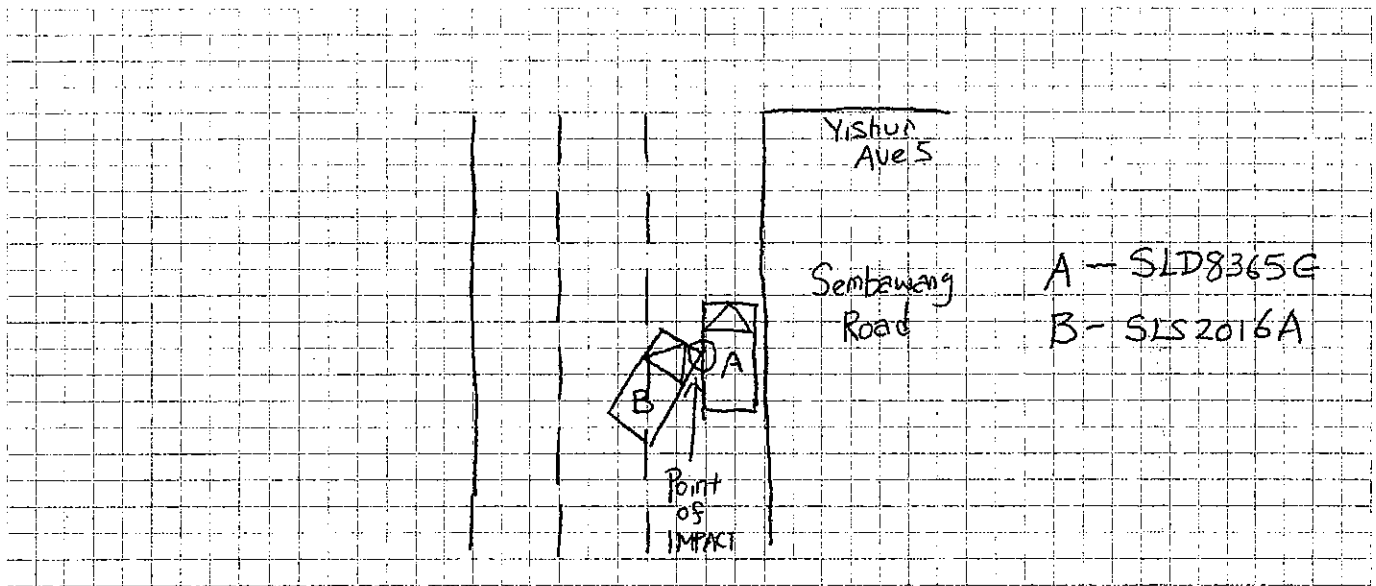 Yishun
Ave 5
Sembawang
Road
A - SLD8365G
B - SLS2016A
A
B
Point
of
IMPACT